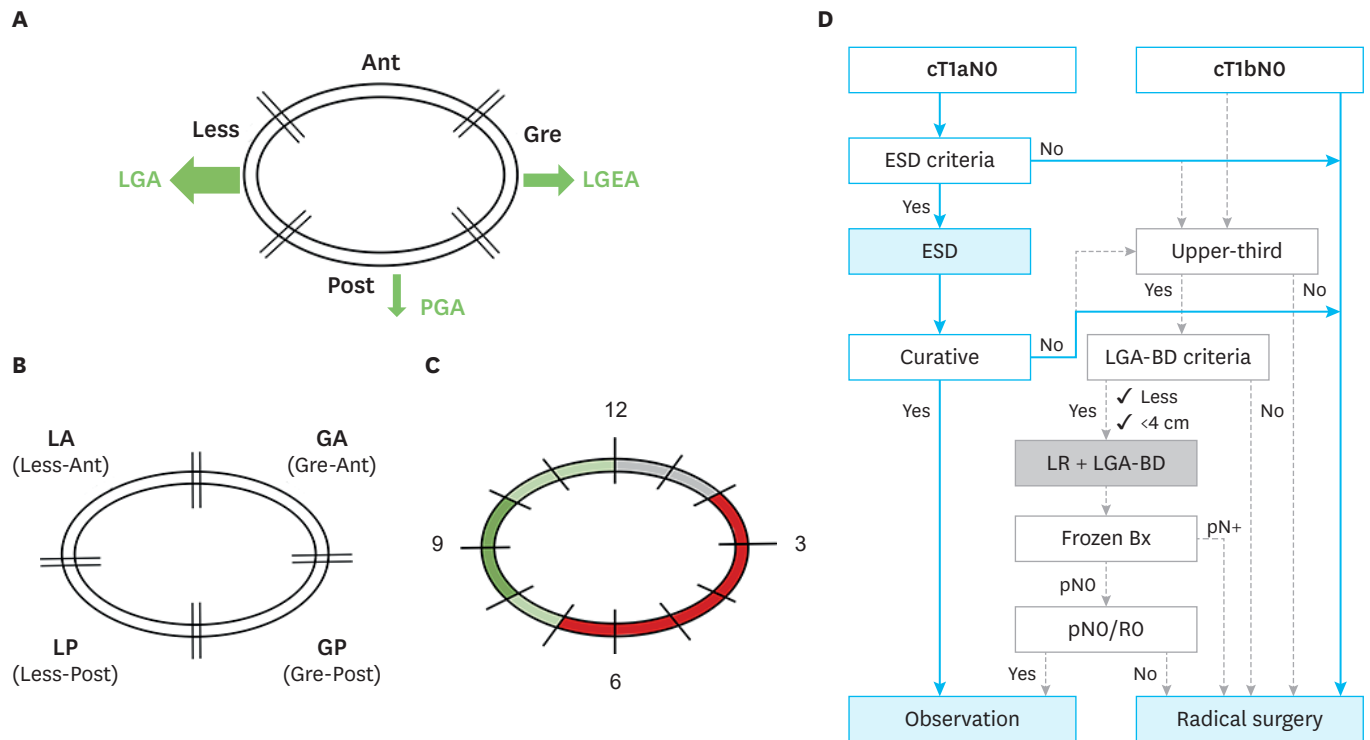 A
Ant
Less
Gre
LGA
LGEA
Post
PGA
B
LA
(Less-Ant)
GA
(Gre-Ant)
LP
(Less-Post)
GP
(Gre-Post)
C
12
9
3
6
D
cT1aN0
cT1bN0
ESD criteria
No
Yes
ESD
Upper-third
Yes
No
Curative
No
LGA-BD criteria
Yes
Yes
✓ Less
✓ <4 cm
No
LR + LGA-BD
Frozen Bx
pN+
pN0
pN0/R0
Yes
No
Observation
Radical surgery